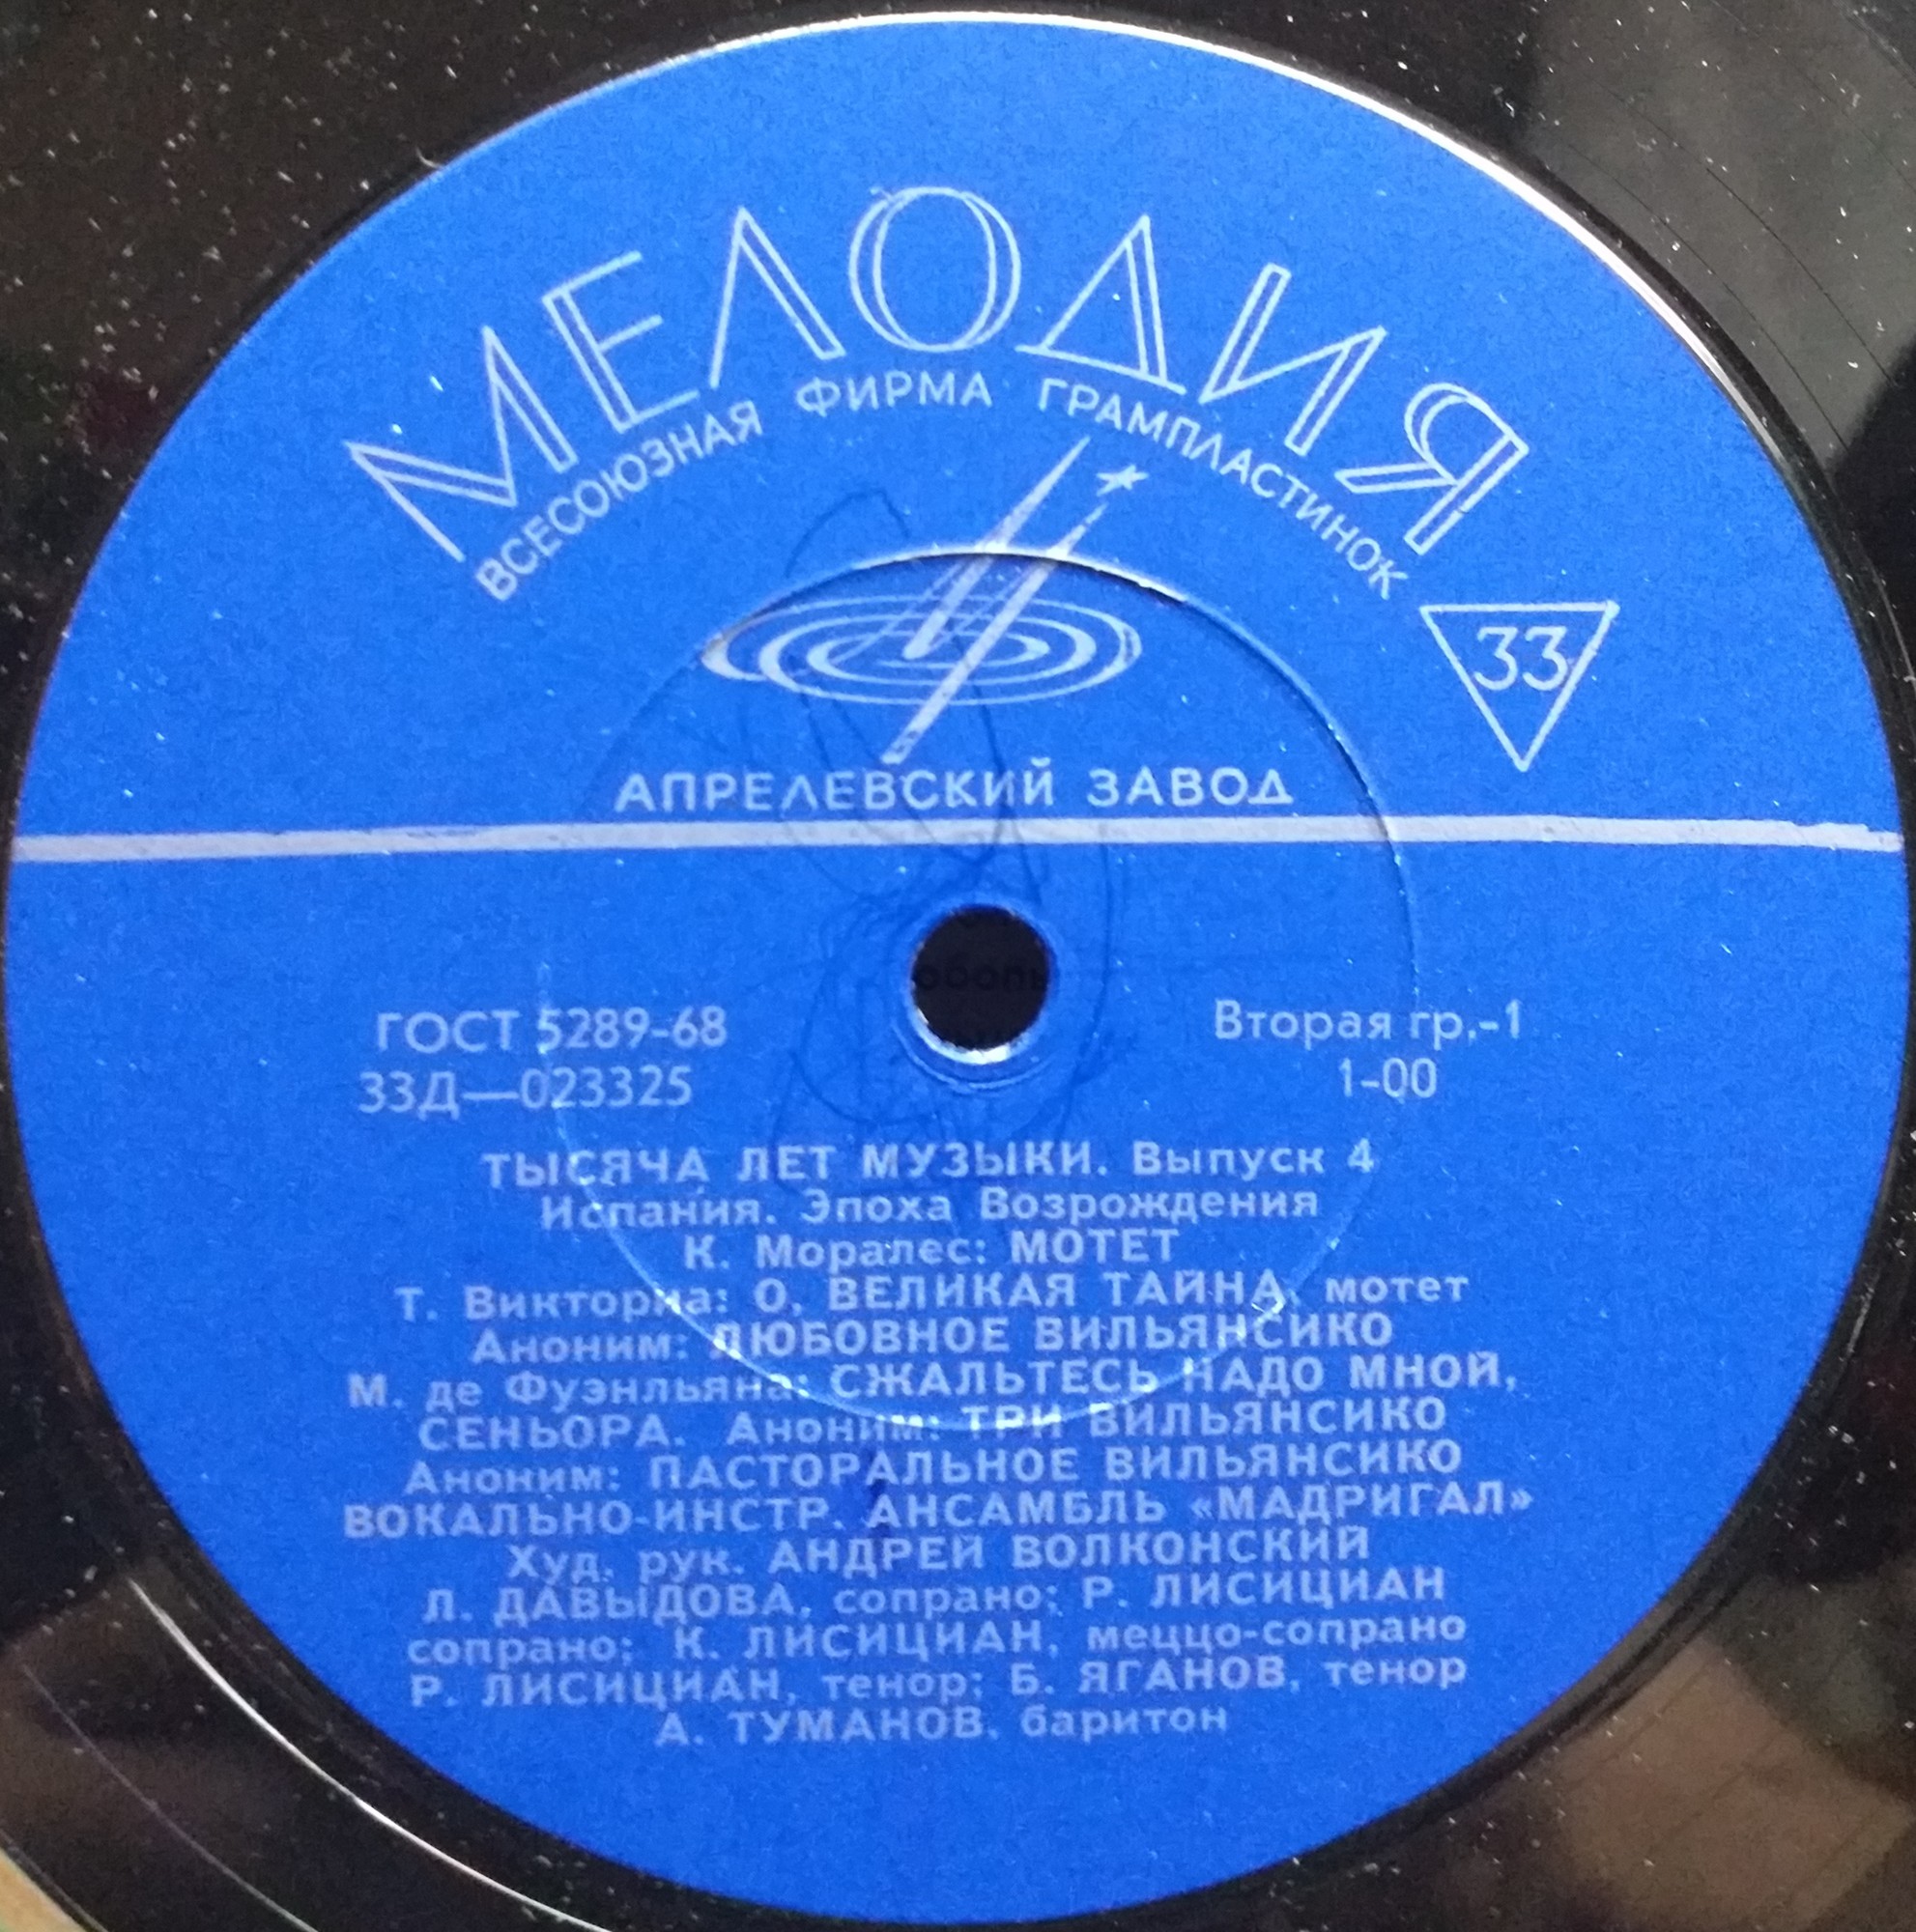 МЕЛОДИЯ
ВСЕСОЮЗНАЯ ФИРМА ГРАМПЛАСТИНОК
33
АПРЕЛЕВСКИЙ ЗАВОД
ГОСТ 5289-68
Вторая гр.-1
33Д—023325
1-00
ТЫСЯЧА ЛЕТ МУЗЫКИ. Выпуск 4
Испания. Эпоха Возрождения
К. Моралес: МОТЕТ
Т. Виктория: О, ВЕЛИКАЯ ТАЙНА, мотет
Аноним: ЛЮБОВНОЕ ВИЛЬЯНСИКО
М. де Фуэнльяна: СЖАЛЬТЕСЬ НАДО МНОЙ,
СЕНЬОРА. Аноним: ТРИ ВИЛЬЯНСИКО
Аноним: ПАСТОРАЛЬНОЕ ВИЛЬЯНСИКО
ВОКАЛЬНО-ИНСТР. АНСАМБЛЬ «МАДРИГАЛ»
Худ. рук. АНДРЕЙ ВОЛКОНСКИЙ
Л. ДАВЫДОВА, сопрано; Р. ЛИСИЦИАН
сопрано; К. ЛИСИЦИАН, меццо-сопрано
Р. ЛИСИЦИАН, тенор; Б. ЯГАНОВ, тенор
А. ТУМАНОВ, баритон